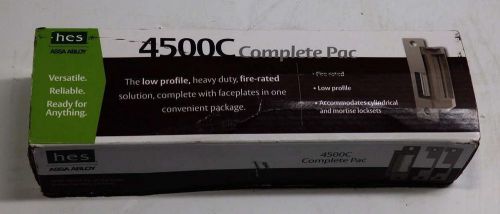 hes
ASSA ABLOY
Versatile.
Reliable.
Ready for
Anything.
4500C Complete Pac
The low profile, heavy duty, fire-rated
solution, complete with faceplates in one
convenient package.
• Fire rated
• Low profile
• Accommodates cylindrical
and mortise locksets
hes
ASSA ABLOY
4500C
Complete Pac